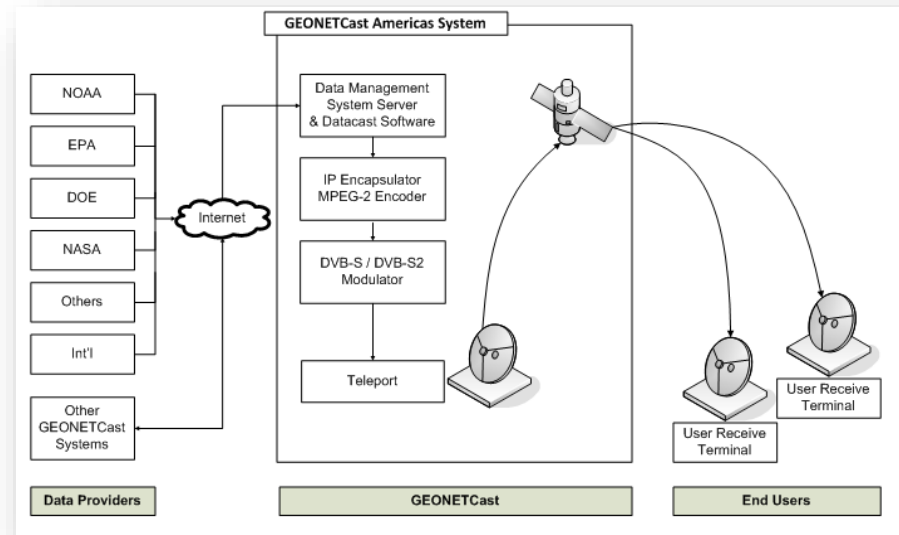 GEONETCast Americas System
NOAA
EPA
DOE
NASA
Others
Int'l
Other
GEONETCast
Systems
Internet
Data Management
System Server
& Datacast Software
IP Encapsulator
MPEG-2 Encoder
DVB-S / DVB-S2
Modulator
Teleport
User Receive
Terminal
User Receive
Terminal
Data Providers
GEONETCast
End Users